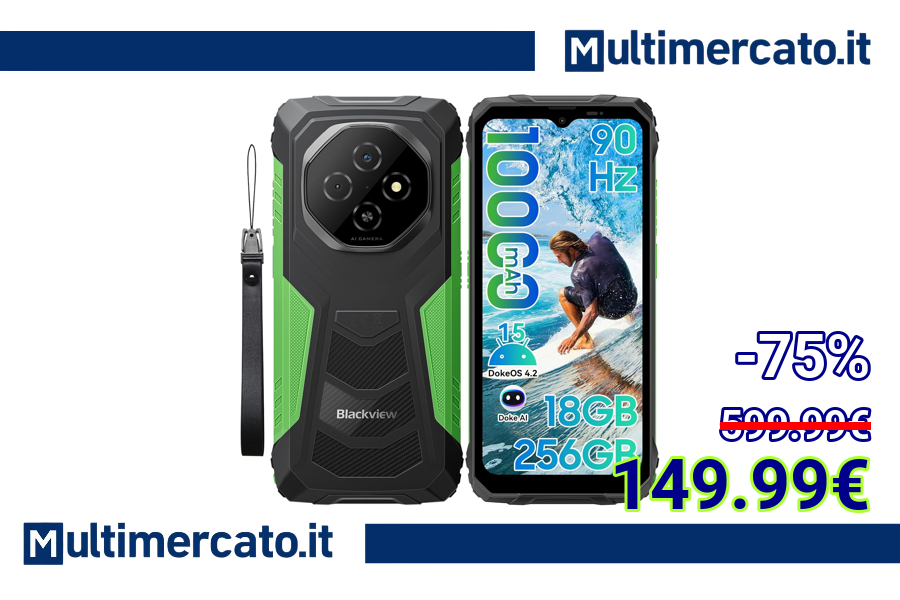 Multimercato.it
AI CAMERA
Blackview
10000 mAh
90
Hz
15
DokeOS 4.2
Doke AI
18GB
256GB
-75%
599.99€
149.99€
Multimercato.it